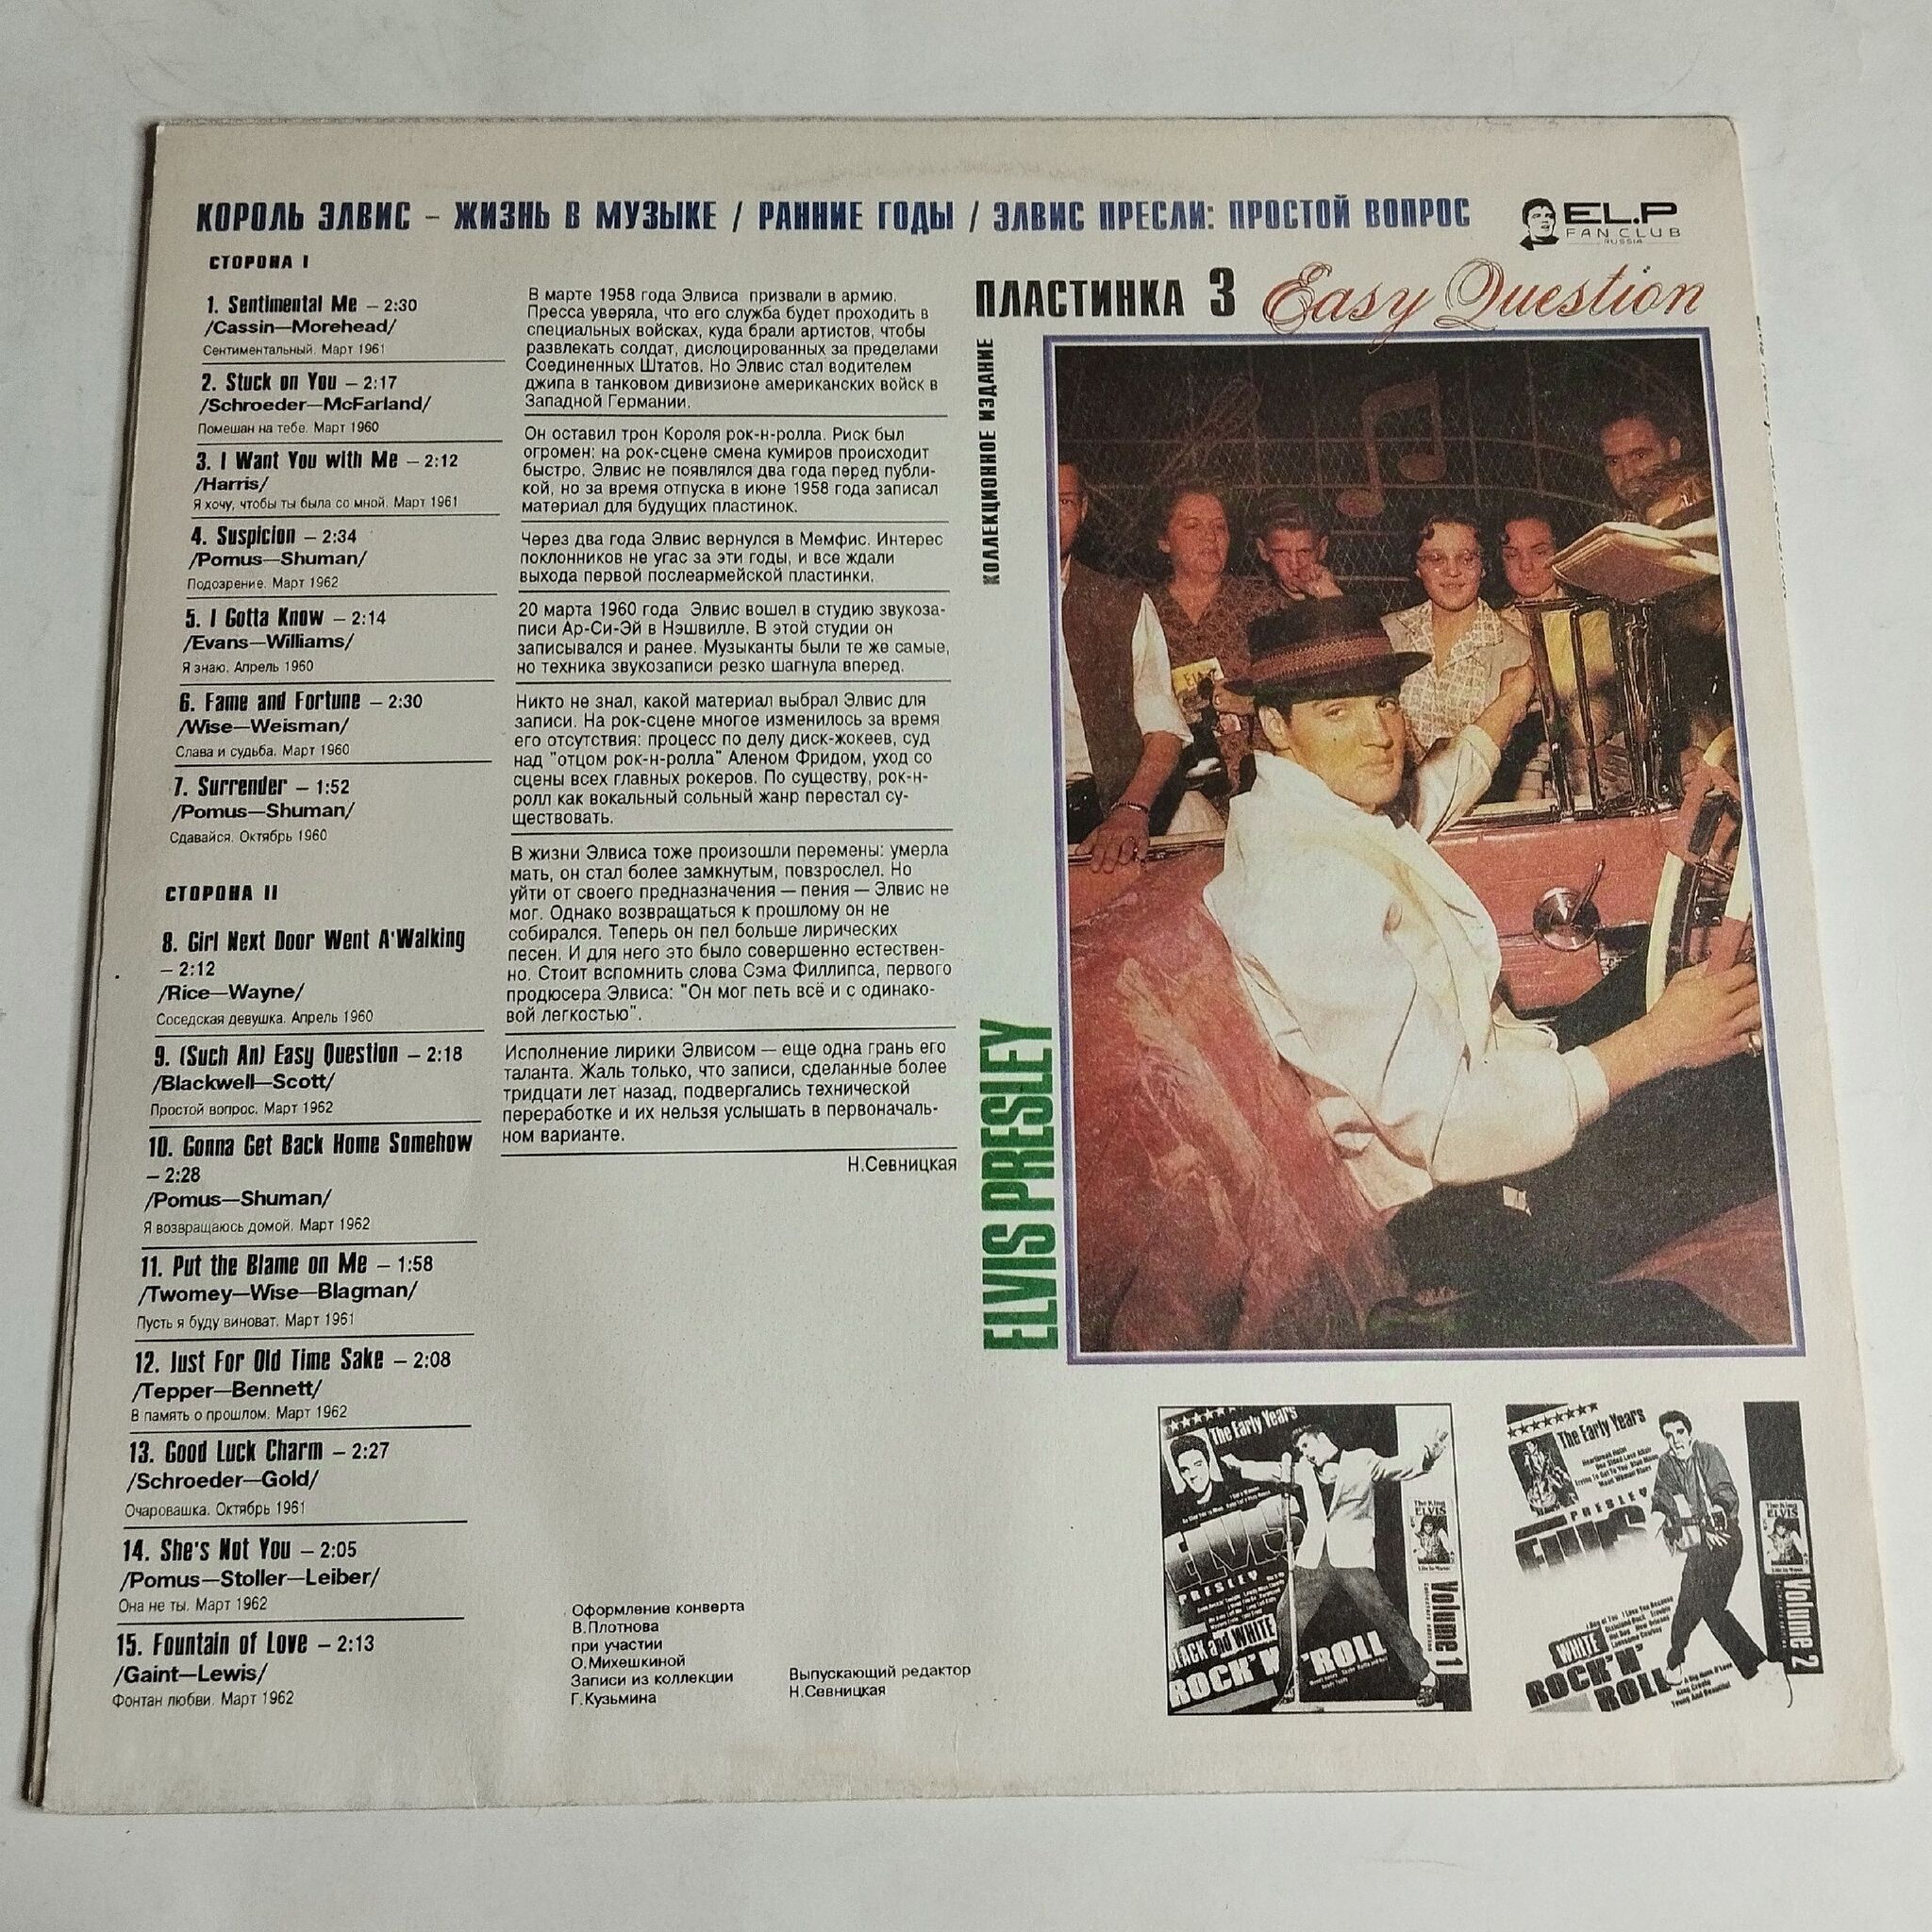 КОРОЛЬ ЭЛВИС – ЖИЗНЬ В МУЗЫКЕ / РАННИЕ ГОДЫ / ЭЛВИС ПРЕСЛИ: ПРОСТОЙ ВОПРОС
EL.P
FAN CLUB
RUSSIA
СТОРОНА I
1. Sentimental Me – 2:30
/Cassin—Morehead/
Сентиментальный. Март 1961
2. Stuck on You – 2:17
/Schroeder—McFarland/
Помешан на тебе. Март 1960
3. I Want You with Me – 2:12
/Harris/
Я хочу, чтобы ты была со мной. Март 1961
4. Suspicion – 2:34
/Pomus—Shuman/
Подозрение. Март 1962
5. I Gotta Know – 2:14
/Evans—Williams/
Я знаю. Апрель 1960
6. Fame and Fortune – 2:30
/Wise—Weisman/
Слава и судьба. Март 1960
7. Surrender – 1:52
/Pomus—Shuman/
Сдавайся. Октябрь 1960
СТОРОНА II
8. Girl Next Door Went A'Walking
– 2:12
/Rice—Wayne/
Соседская девушка. Апрель 1960
9. (Such An) Easy Question – 2:18
/Blackwell—Scott/
Простой вопрос. Март 1962
10. Gonna Get Back Home Somehow
– 2:28
/Pomus—Shuman/
Я возвращаюсь домой. Март 1962
11. Put the Blame on Me – 1:58
/Twomey—Wise—Blagman/
Пусть я буду виноват. Март 1961
12. Just For Old Time Sake – 2:08
/Tepper—Bennett/
В память о прошлом. Март 1962
13. Good Luck Charm – 2:27
/Schroeder—Gold/
Очаровашка. Октябрь 1961
14. She's Not You – 2:05
/Pomus—Stoller—Leiber/
Она не ты. Март 1962
15. Fountain of Love – 2:13
/Gaint—Lewis/
Фонтан любви. Март 1962
В марте 1958 года Элвиса призвали в армию.
Пресса уверяла, что его служба будет проходить в
специальных войсках, куда брали артистов, чтобы
развлекать солдат, дислоцированных за пределами
Соединенных Штатов. Но Элвис стал водителем
джипа в танковом дивизионе американских войск в
Западной Германии.
Он оставил трон Короля рок-н-ролла. Риск был
огромен: на рок-сцене смена кумиров происходит
быстро. Элвис не появлялся два года перед публи-
кой, но за время отпуска в июне 1958 года записал
материал для будущих пластинок.
Через два года Элвис вернулся в Мемфис. Интерес
поклонников не угас за эти годы, и все ждали
выхода первой послеармейской пластинки.
20 марта 1960 года Элвис вошел в студию звукоза-
писи Ар-Си-Эй в Нэшвилле. В этой студии он
записывался и ранее. Музыканты были те же самые,
но техника звукозаписи резко шагнула вперед.
Никто не знал, какой материал выбрал Элвис для
записи. На рок-сцене многое изменилось за время
его отсутствия: процесс по делу диск-жокеев, суд
над "отцом рок-н-ролла" Аленом Фридом, уход со
сцены всех главных рокеров. По существу, рок-н-
ролл как вокальный сольный жанр перестал су-
ществовать.
В жизни Элвиса тоже произошли перемены: умерла
мать, он стал более замкнутым, повзрослел. Но
уйти от своего предназначения — пения — Элвис не
мог. Однако возвращаться к прошлому он не
собирался. Теперь он пел больше лирических
песен. И для него это было совершенно естествен-
но. Стоит вспомнить слова Сэма Филлипса, первого
продюсера Элвиса: "Он мог петь всё и с одинако-
вой легкостью".
Исполнение лирики Элвисом — еще одна грань его
таланта. Жаль только, что записи, сделанные более
тридцати лет назад, подвергались технической
переработке и их нельзя услышать в первоначаль-
ном варианте.
Н.Севницкая
Оформление конверта
В.Плотнова
при участии
О.Михешкиной
Записи из коллекции
Г.Кузьмина
Выпускающий редактор
Н.Севницкая
ПЛАСТИНКА 3 Easy Question
КОЛЛЕКЦИОННОЕ ИЗДАНИЕ
ELVIS PRESLEY
The Early Years
ELVIS
PRESLEY
BLACK and WHITE
ROCK'N'ROLL
The King
ELVIS
Volume 1
The Early Years
Heartbreak Hotel
PRESLEY
ELVIS
WHITE
ROCK'N'
ROLL
King Creole
Young And Beautiful
The King
ELVIS
Volume 2